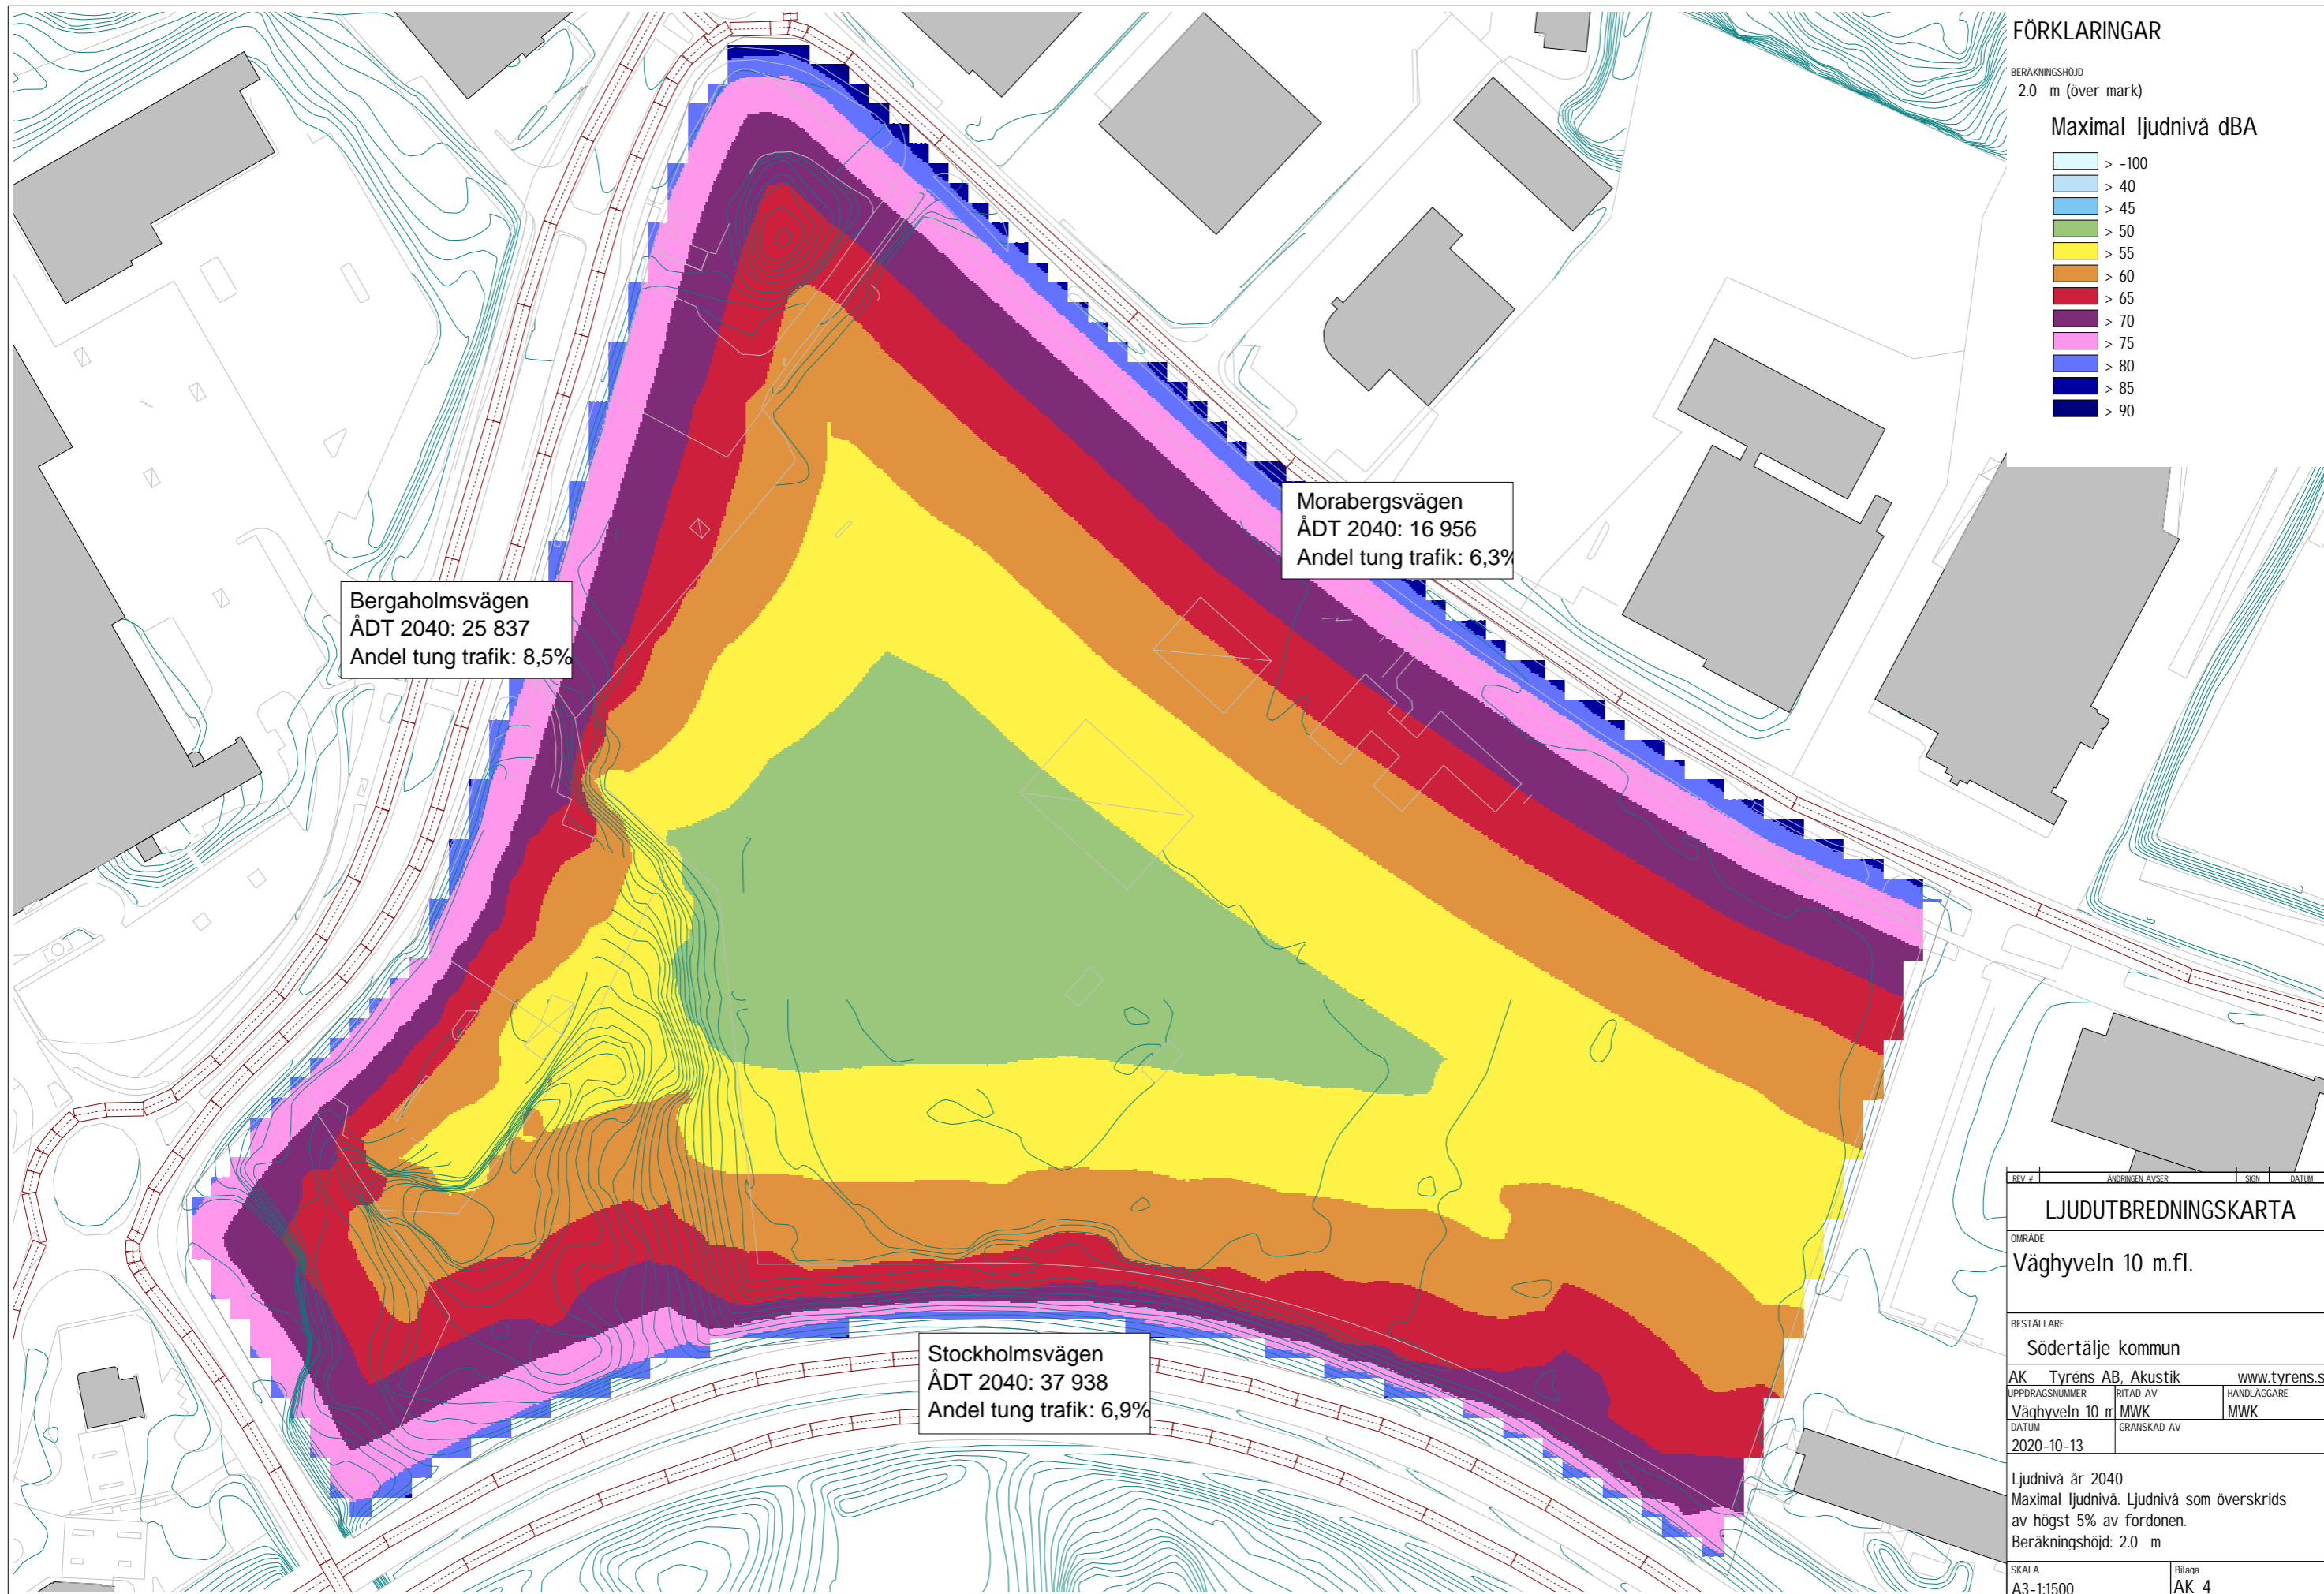 FÖRKLARINGAR
BERÄKNINGSHÖJD
2.0 m (över mark)
Maximal ljudnivå dBA
> -100
> 40
> 45
> 50
> 55
> 60
> 65
> 70
> 75
> 80
> 85
> 90
Morabergsvägen
ÅDT 2040: 16 956
Andel tung trafik: 6,3%
Bergaholmsvägen
ÅDT 2040: 25 837
Andel tung trafik: 8,5%
Stockholmsvägen
ÅDT 2040: 37 938
Andel tung trafik: 6,9%
REV # ÄNDRINGEN AVSER SIGN DATUM
LJUDUTBREDNINGSKARTA
OMRÅDE
Väghyveln 10 m.fl.
BESTÄLLARE
Södertälje kommun
AK Tyréns AB, Akustik www.tyrens.s
UPPDRAGSNUMMER RITAD AV HANDLÄGGARE
Väghyveln 10 m MWK MWK
DATUM GRANSKAD AV
2020-10-13
Ljudnivå år 2040
Maximal ljudnivå. Ljudnivå som överskrids
av högst 5% av fordonen.
Beräkningshöjd: 2.0 m
SKALA Bilaga
A3-1:1500 AK 4